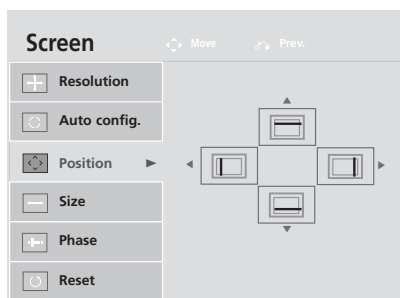 Screen
Move
Prev.
Resolution
Auto config.
Position
Size
Phase
Reset